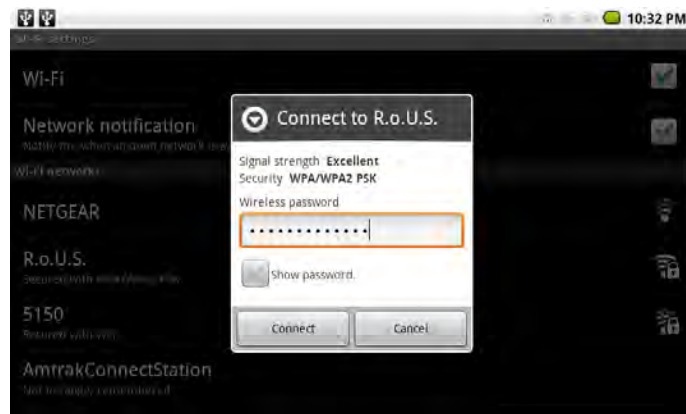 10:32 PM
Wi-Fi settings
Wi-Fi
Network notification
Wi-Fi networks
NETGEAR
R.o.U.S.
5150
AmtrakConnectStation
Connect to R.o.U.S.
Signal strength Excellent
Security WPA/WPA2 PSK
Wireless password
•••••••••••••
Show password.
Connect
Cancel